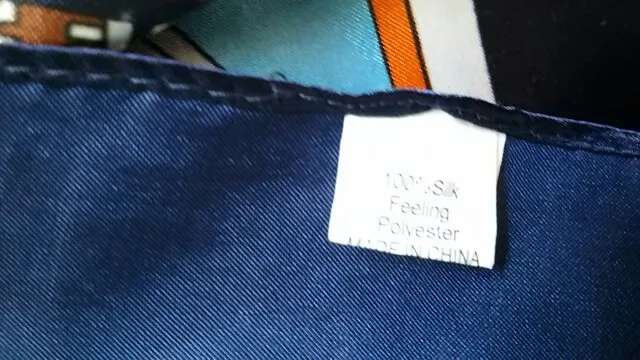 100% Silk
Feeling
Polyester
MADE IN CHINA